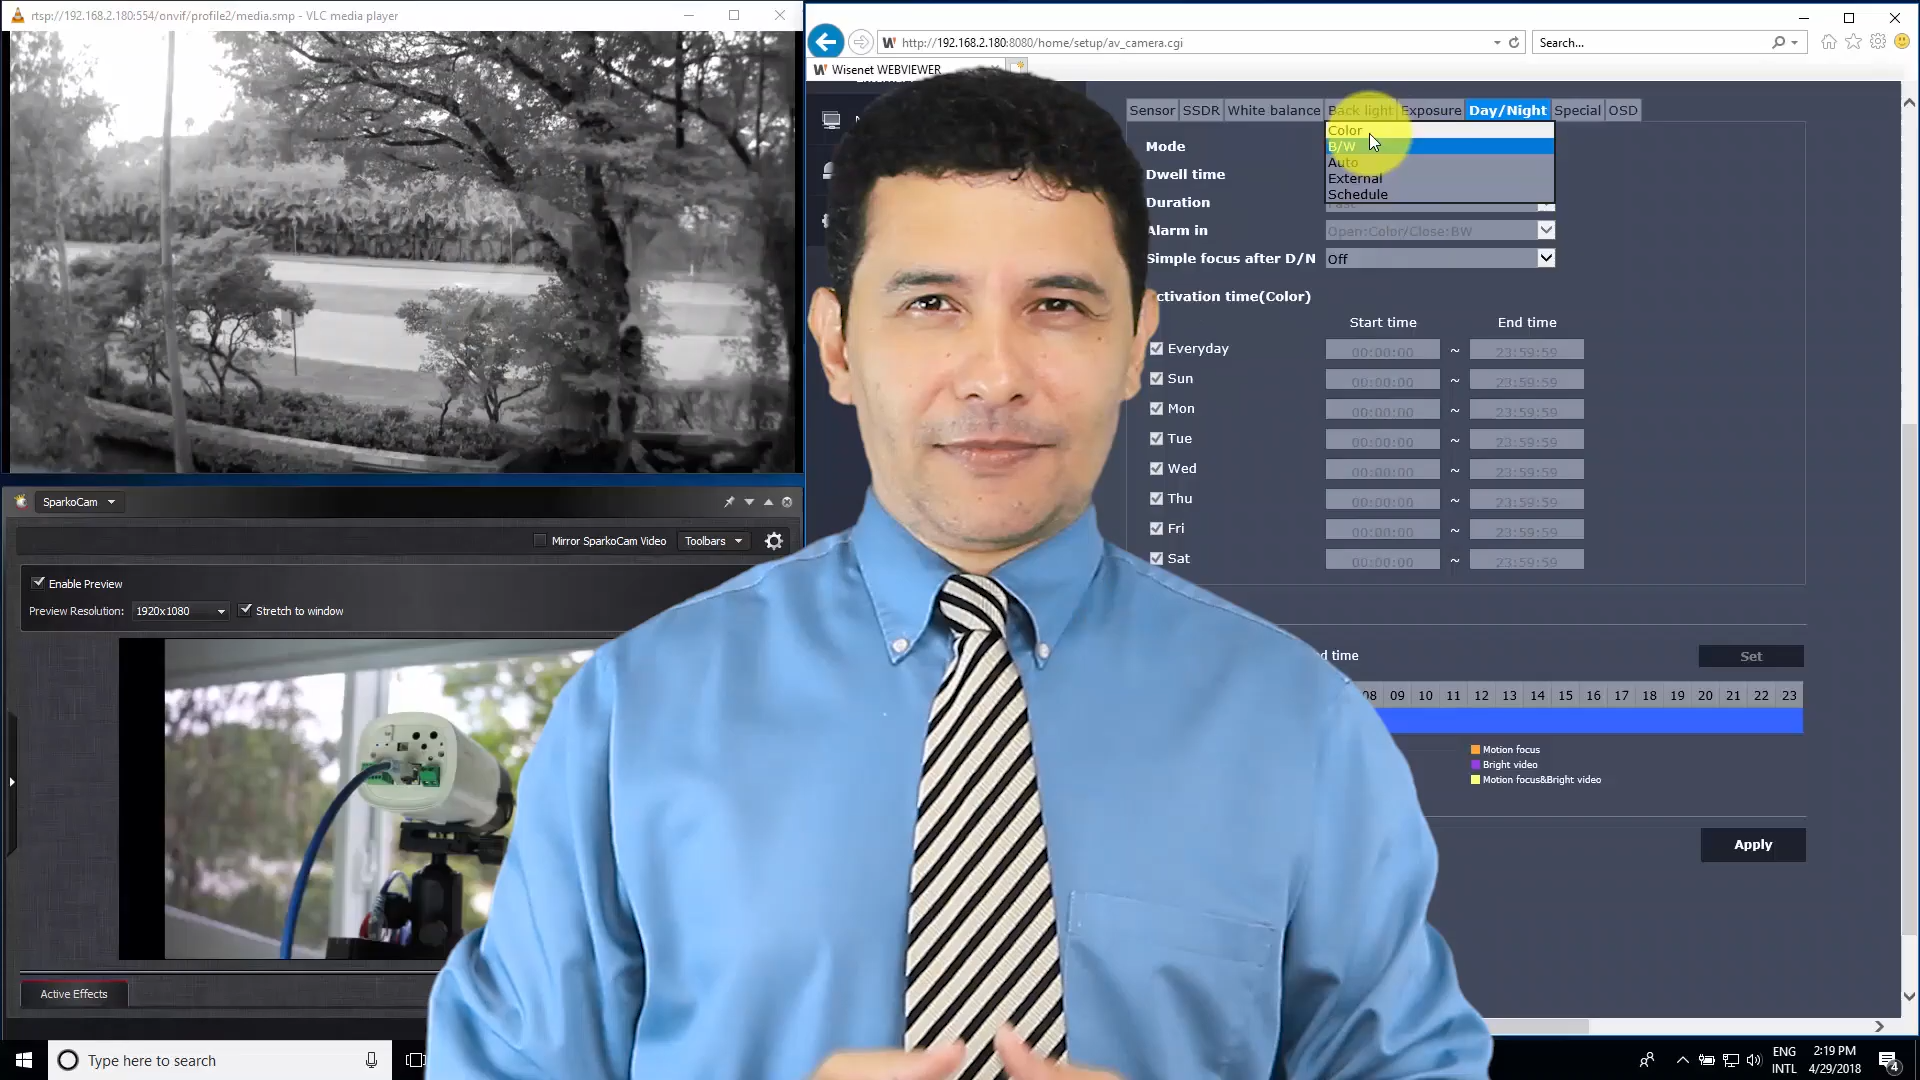 rtsp://192.168.2.180:554/onvif/profile2/media.smp - VLC media player
http://192.168.2.180:8080/home/setup/av_camera.cgi
Search...
Wisenet WEBVIEWER
Sensor SSDR White balance Back light Exposure Day/Night Special OSD
Mode
Color
B/W
Auto
External
Schedule
Dwell time
Duration
Fast
Alarm in
Open:Color/Close:BW
Simple focus after D/N
Off
ctivation time(Color)
Start time End time
Everyday 00:00:00 ~ 23:59:59
Sun 00:00:00 ~ 23:59:59
Mon 00:00:00 ~ 23:59:59
Tue 00:00:00 ~ 23:59:59
Wed 00:00:00 ~ 23:59:59
Thu 00:00:00 ~ 23:59:59
Fri 00:00:00 ~ 23:59:59
Sat 00:00:00 ~ 23:59:59
d time
Set
08 09 10 11 12 13 14 15 16 17 18 19 20 21 22 23
Motion focus
Bright video
Motion focus&Bright video
Apply
SparkoCam
Mirror SparkoCam Video Toolbars
Enable Preview
Preview Resolution: 1920x1080 Stretch to window
Active Effects
Type here to search
ENG
INTL
2:19 PM
4/29/2018
4